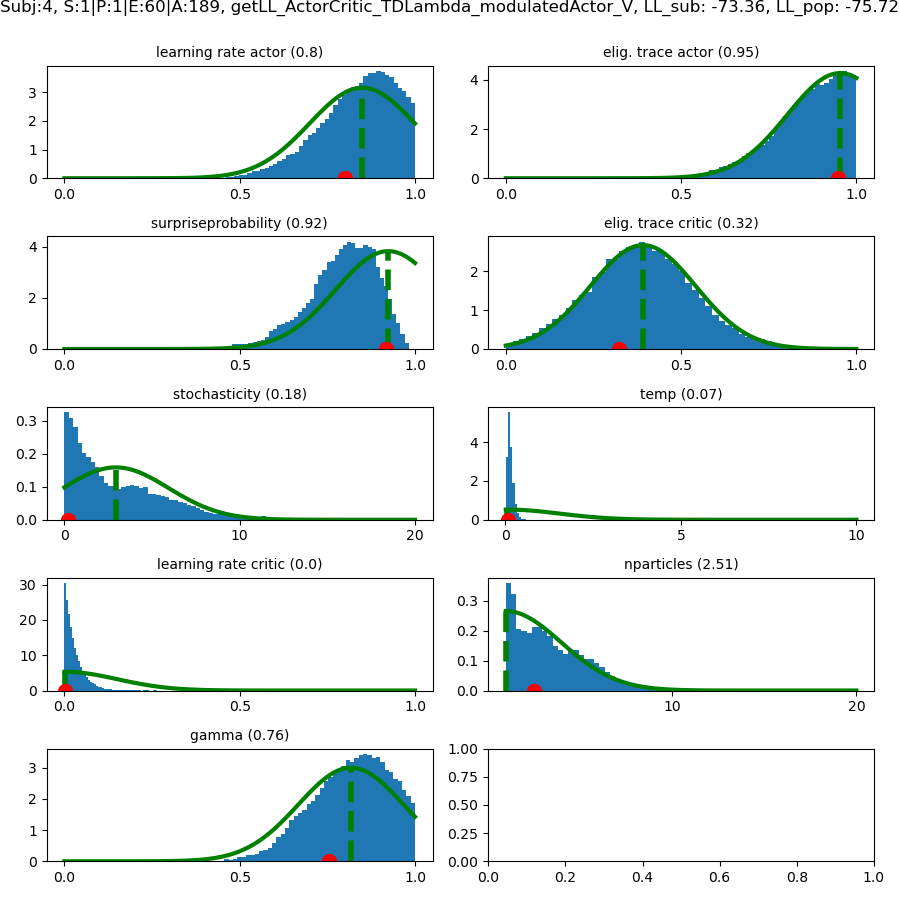 Subj:4, S:1|P:1|E:60|A:189, getLL_ActorCritic_TDLambda_modulatedActor_V, LL_sub: -73.36, LL_pop: -75.72
learning rate actor (0.8)
elig. trace actor (0.95)
3
2
1
0
0.0 0.5 1.0
4
2
0
0.0 0.5 1.0
surpriseprobability (0.92)
elig. trace critic (0.32)
4
2
0
0.0 0.5 1.0
2
1
0
0.0 0.5 1.0
stochasticity (0.18)
temp (0.07)
0.3
0.2
0.1
0.0
0 10 20
4
2
0
0 5 10
learning rate critic (0.0)
nparticles (2.51)
30
20
10
0
0.0 0.5 1.0
0.3
0.2
0.1
0.0
10 20
gamma (0.76)
3
2
1
0
0.0 0.5 1.0
1.00
0.75
0.50
0.25
0.00
0.0 0.2 0.4 0.6 0.8 1.0